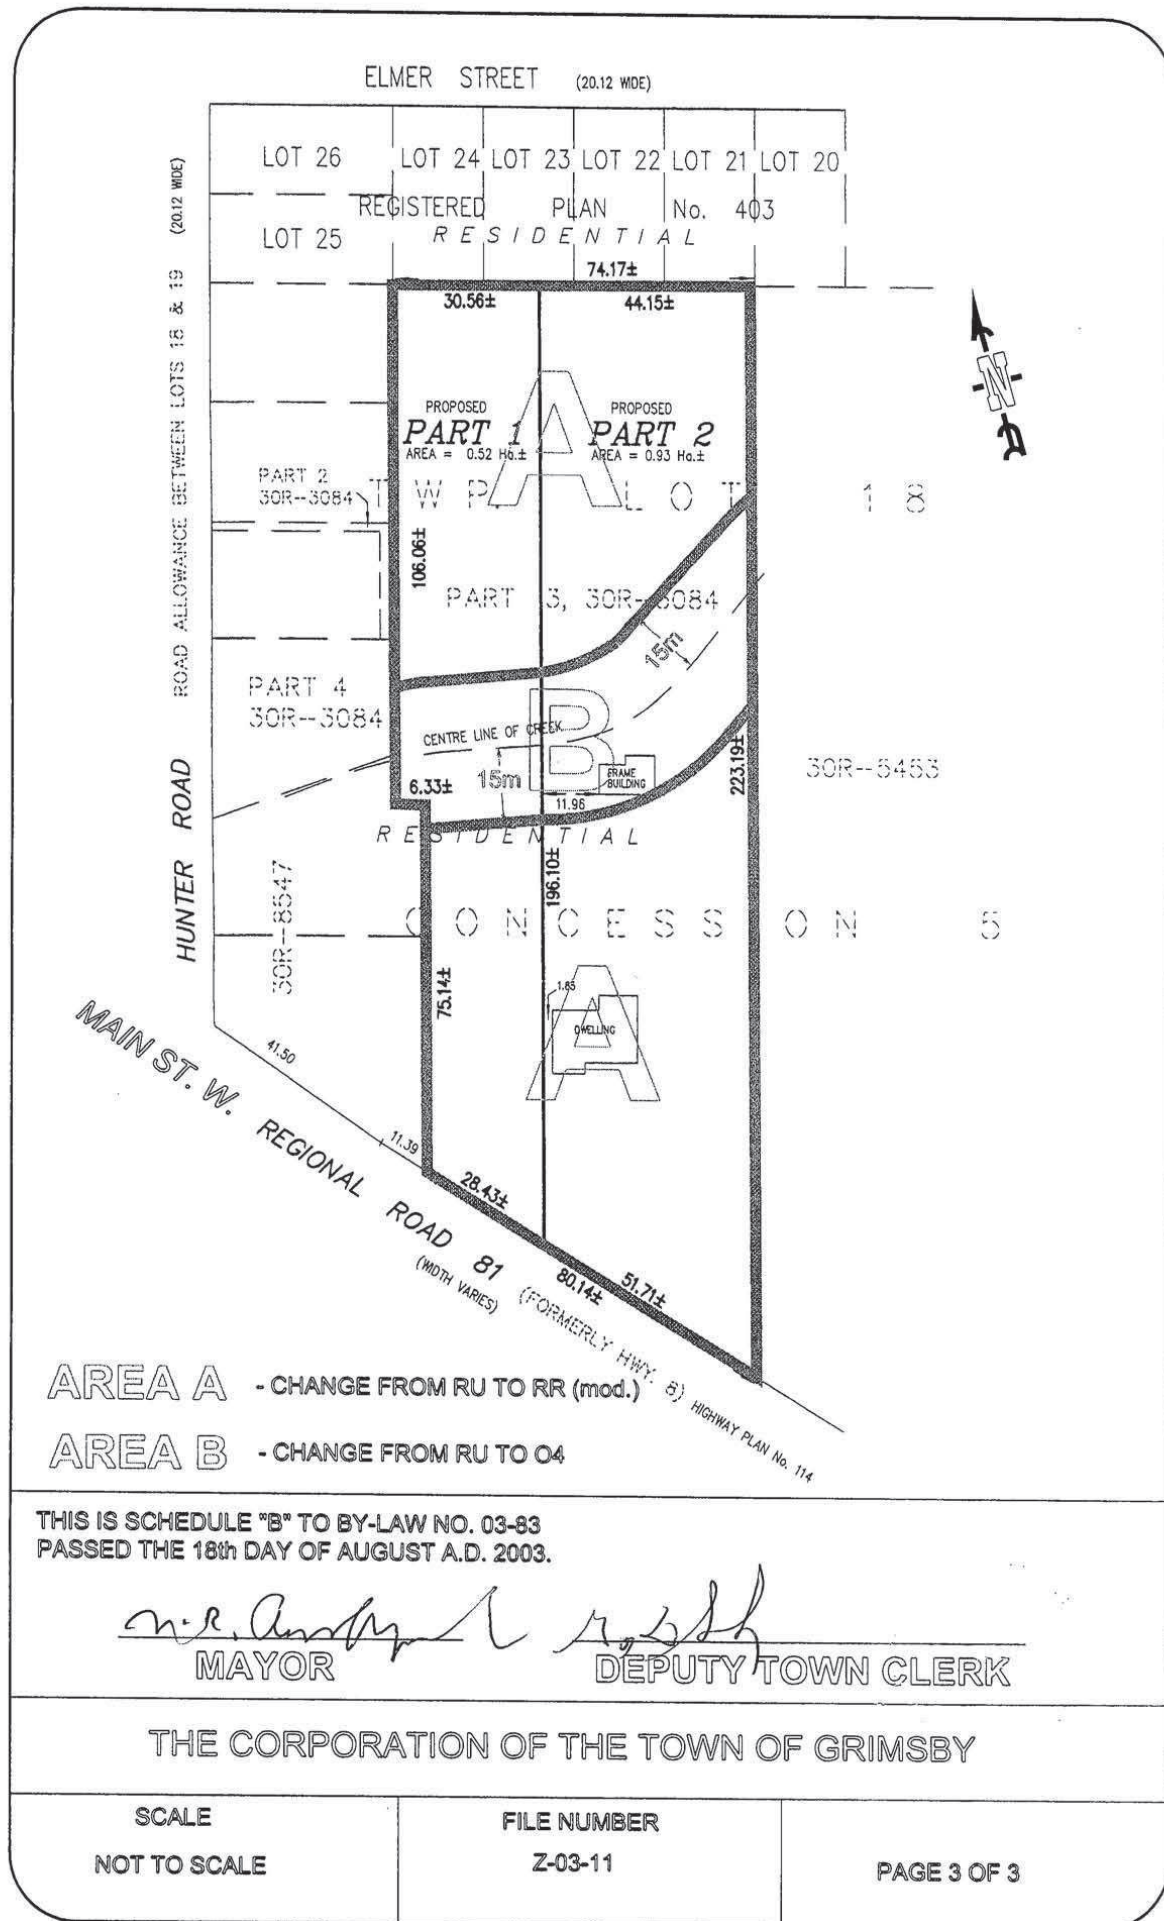 ELMER STREET (20.12 WIDE)
LOT 26 LOT 24 LOT 23 LOT 22 LOT 21 LOT 20
REGISTERED PLAN No. 403
LOT 25
RESIDENTIAL
74.17±
30.56± 44.15±
HUNTER ROAD ROAD ALLOWANCE BETWEEN LOTS 18 & 19 (20.12 WIDE)
N
A
PROPOSED
PART 1
AREA = 0.52 Ha.±
PROPOSED
PART 2
AREA = 0.93 Ha.±
PART 2
30R--3084
TWP. LOT 18
106.06±
PART 3, 30R--3084
15m
PART 4
30R--3084
B
CENTRE LINE OF CREEK
15m
FRAME
BUILDING
11.96
6.33±
223.19±
30R--5453
RESIDENTIAL
196.10±
30R--8547
CONCESSION 5
75.14±
A
1.85
DWELLING
41.50
11.39
28.43±
80.14±
51.71±
MAIN ST. W. REGIONAL ROAD 81 (FORMERLY HWY. 8) HIGHWAY PLAN No. 114
(WIDTH VARIES)
AREA A - CHANGE FROM RU TO RR (mod.)
AREA B - CHANGE FROM RU TO O4
THIS IS SCHEDULE "B" TO BY-LAW NO. 03-83
PASSED THE 18th DAY OF AUGUST A.D. 2003.
MAYOR DEPUTY TOWN CLERK
THE CORPORATION OF THE TOWN OF GRIMSBY
SCALE
NOT TO SCALE
FILE NUMBER
Z-03-11
PAGE 3 OF 3